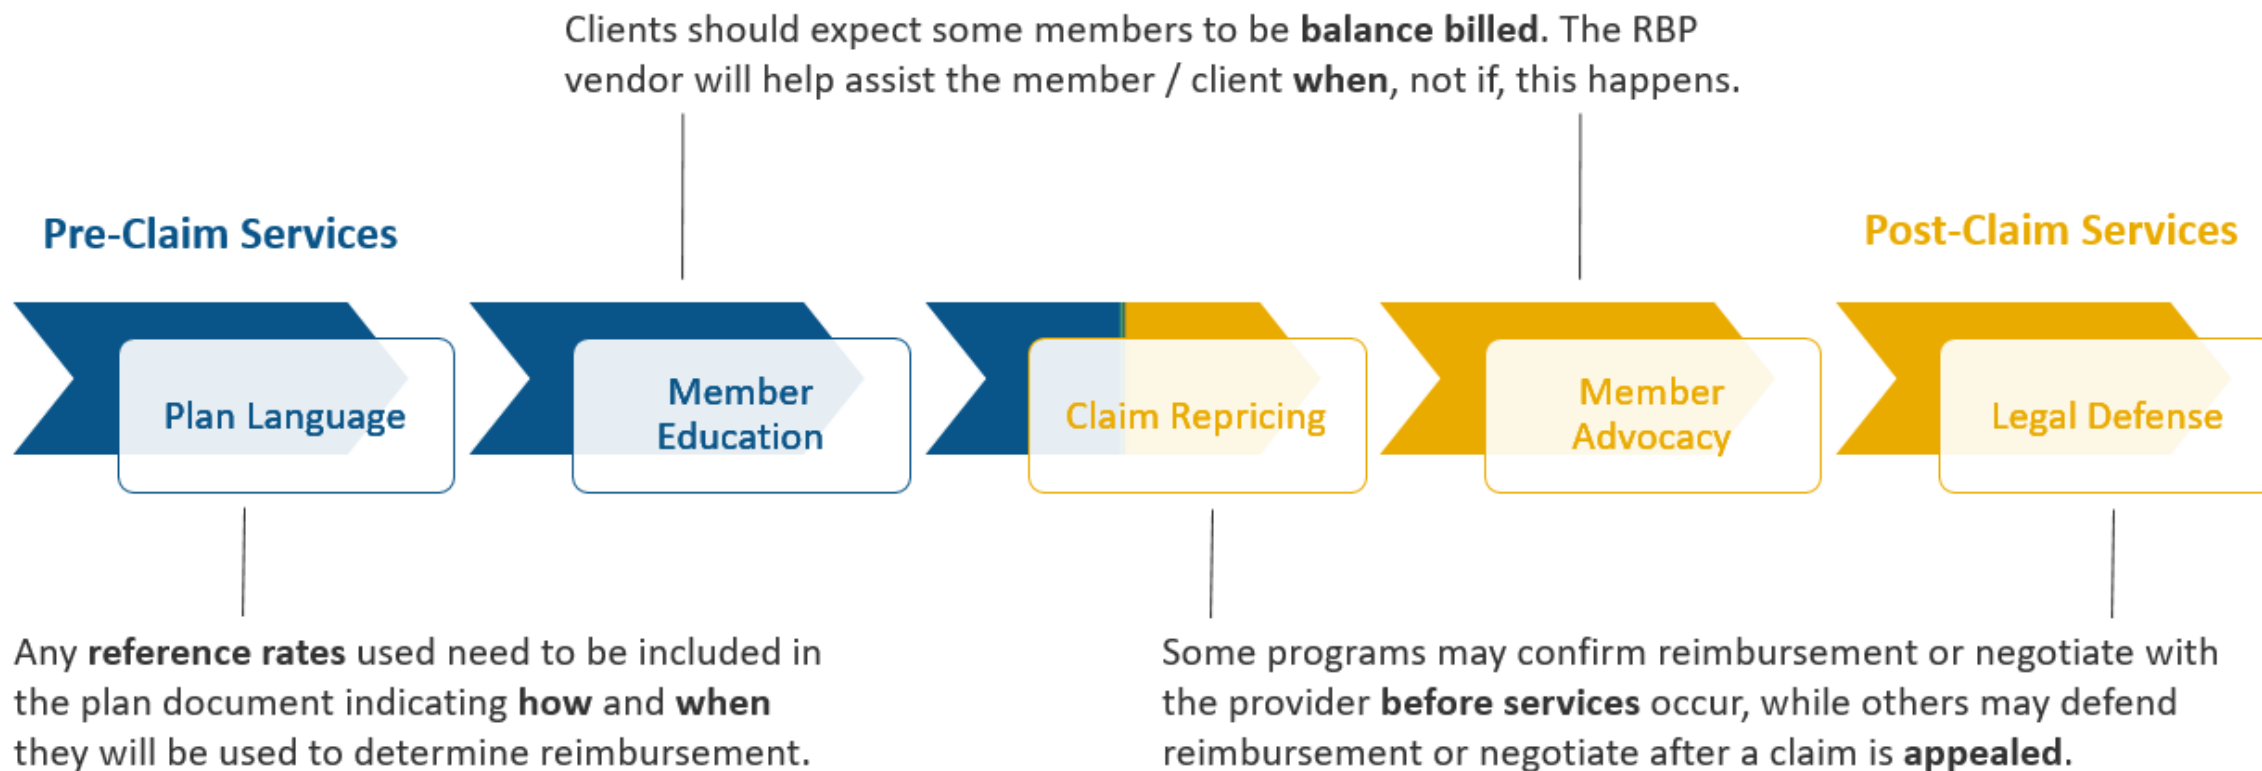 Clients should expect some members to be balance billed. The RBP
vendor will help assist the member / client when, not if, this happens.
Pre-Claim Services
Post-Claim Services
Plan Language
Member
Education
Claim Repricing
Member
Advocacy
Legal Defense
Any reference rates used need to be included in
the plan document indicating how and when
they will be used to determine reimbursement.
Some programs may confirm reimbursement or negotiate with
the provider before services occur, while others may defend
reimbursement or negotiate after a claim is appealed.